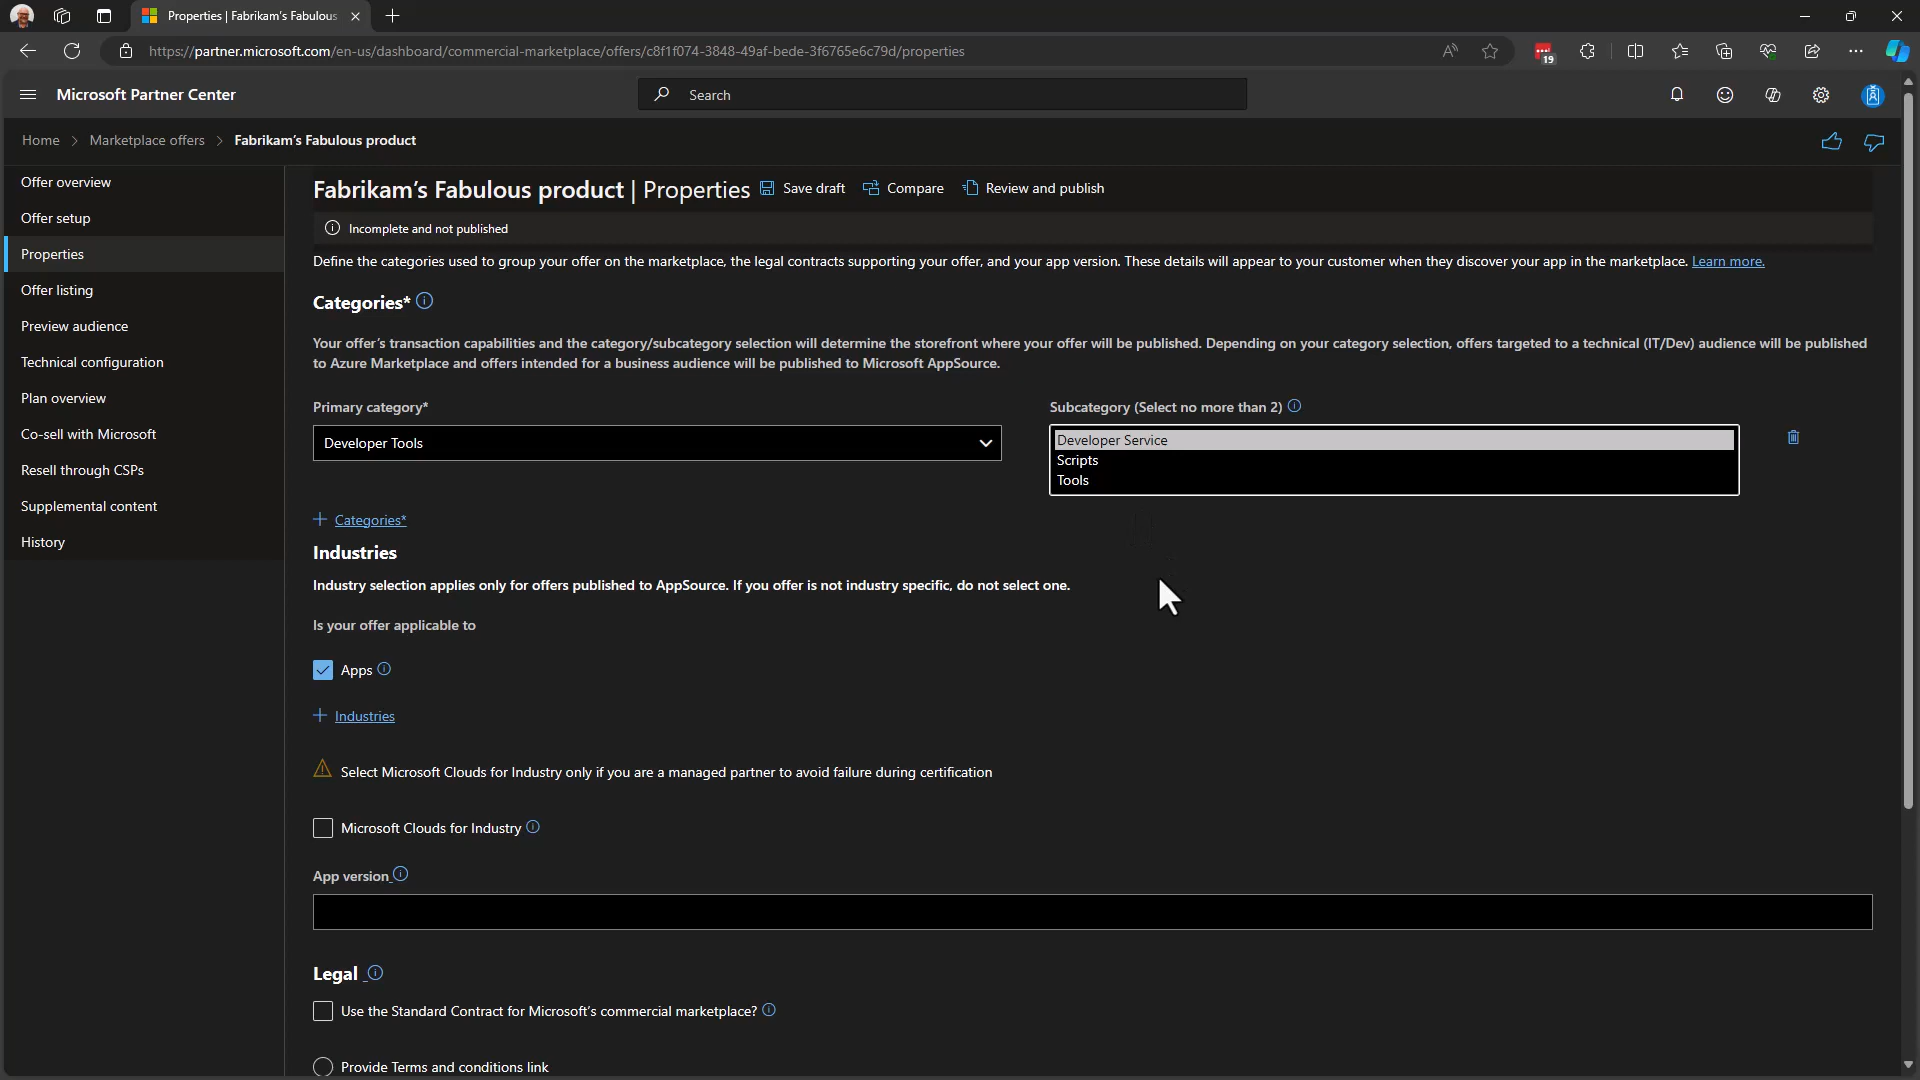 Properties | Fabrikam's Fabulous
https://partner.microsoft.com/en-us/dashboard/commercial-marketplace/offers/c8f1f074-3848-49af-bede-3f6765e6c79d/properties
19
Microsoft Partner Center
Search
Home > Marketplace offers > Fabrikam's Fabulous product
Offer overview
Offer setup
Properties
Offer listing
Preview audience
Technical configuration
Plan overview
Co-sell with Microsoft
Resell through CSPs
Supplemental content
History
Fabrikam's Fabulous product | Properties Save draft Compare Review and publish
Incomplete and not published
Define the categories used to group your offer on the marketplace, the legal contracts supporting your offer, and your app version. These details will appear to your customer when they discover your app in the marketplace. Learn more.
Categories*
Your offer's transaction capabilities and the category/subcategory selection will determine the storefront where your offer will be published. Depending on your category selection, offers targeted to a technical (IT/Dev) audience will be published
to Azure Marketplace and offers intended for a business audience will be published to Microsoft AppSource.
Primary category*
Developer Tools
Subcategory (Select no more than 2)
Developer Service
Scripts
Tools
+ Categories*
Industries
Industry selection applies only for offers published to AppSource. If you offer is not industry specific, do not select one.
Is your offer applicable to
Apps
+ Industries
Select Microsoft Clouds for Industry only if you are a managed partner to avoid failure during certification
Microsoft Clouds for Industry
App version
Legal
Use the Standard Contract for Microsoft's commercial marketplace?
Provide Terms and conditions link